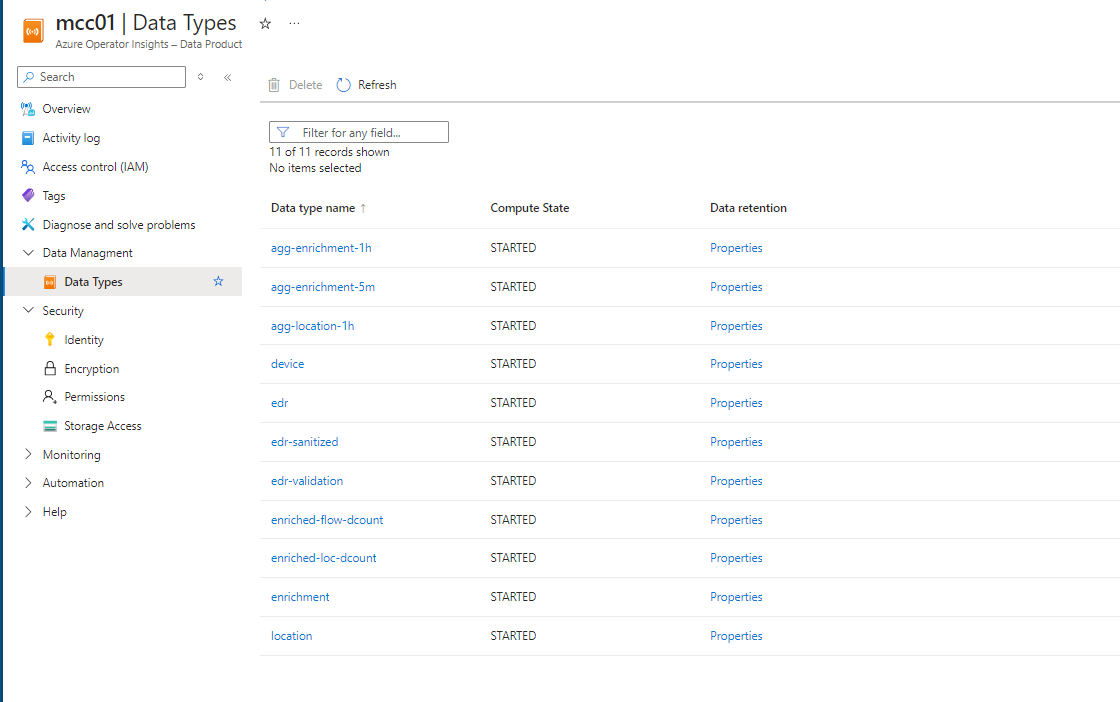 mcc01 | Data Types
Azure Operator Insights – Data Product
Search
Overview
Activity log
Access control (IAM)
Tags
Diagnose and solve problems
Data Managment
Data Types
Security
Identity
Encryption
Permissions
Storage Access
Monitoring
Automation
Help
Delete Refresh
Filter for any field...
11 of 11 records shown
No items selected
Data type name ↑ Compute State Data retention
agg-enrichment-1h STARTED Properties
agg-enrichment-5m STARTED Properties
agg-location-1h STARTED Properties
device STARTED Properties
edr STARTED Properties
edr-sanitized STARTED Properties
edr-validation STARTED Properties
enriched-flow-dcount STARTED Properties
enriched-loc-dcount STARTED Properties
enrichment STARTED Properties
location STARTED Properties